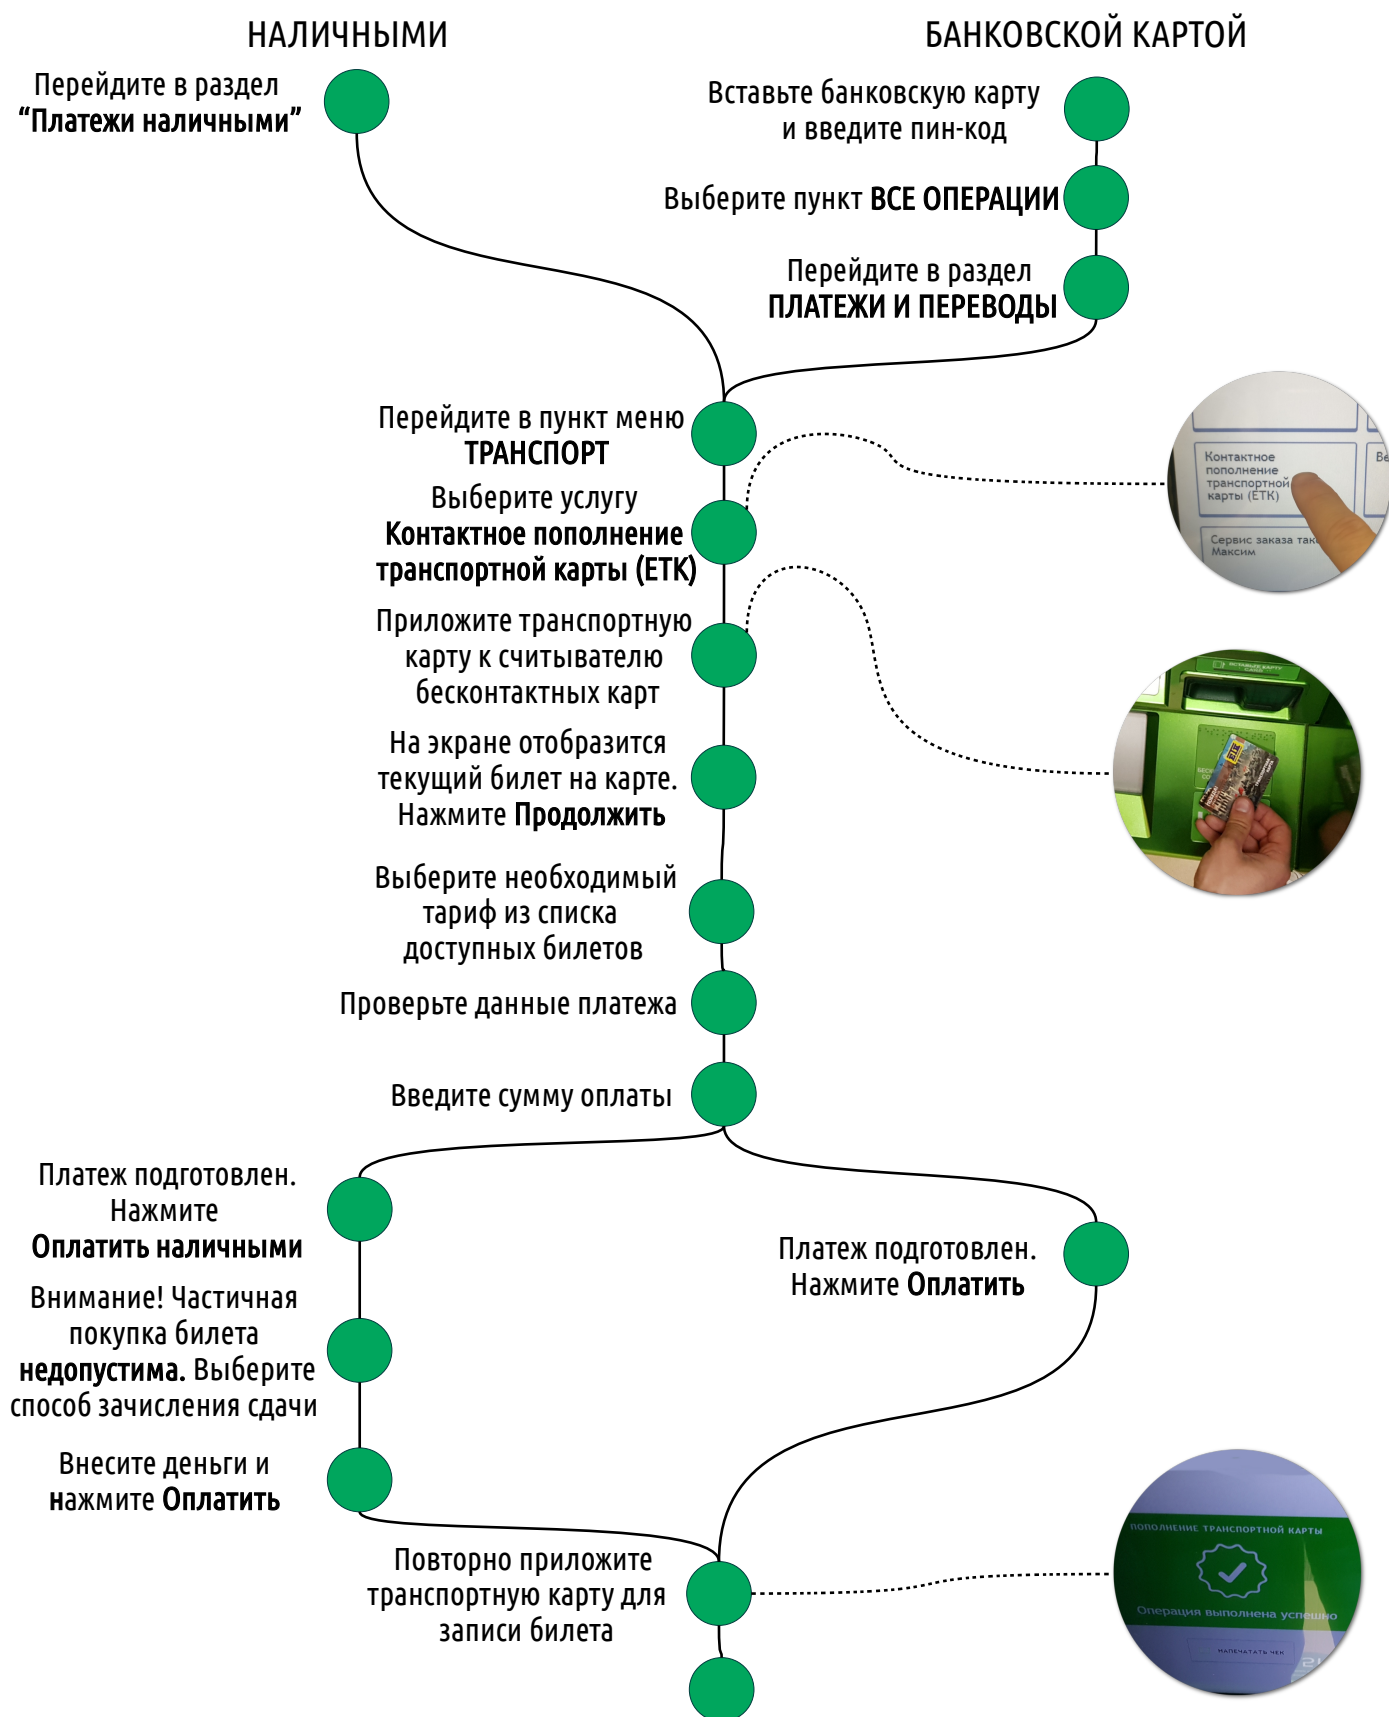 НАЛИЧНЫМИ
БАНКОВСКОЙ КАРТОЙ
Перейдите в раздел
“Платежи наличными”
Вставьте банковскую карту
и введите пин-код
Выберите пункт ВСЕ ОПЕРАЦИИ
Перейдите в раздел
ПЛАТЕЖИ И ПЕРЕВОДЫ
Перейдите в пункт меню
ТРАНСПОРТ
Выберите услугу
Контактное пополнение
транспортной карты (ЕТК)
Контактное
пополнение
транспортной
карты (ЕТК)
Сервис заказа
Максим
Приложите транспортную
карту к считывателю
бесконтактных карт
ВСТАВЬТЕ КАРТУ
На экране отобразится
текущий билет на карте.
Нажмите Продолжить
Выберите необходимый
тариф из списка
доступных билетов
Проверьте данные платежа
Введите сумму оплаты
Платеж подготовлен.
Нажмите
Оплатить наличными
Внимание! Частичная
покупка билета
недопустима. Выберите
способ зачисления сдачи
Внесите деньги и
нажмите Оплатить
Платеж подготовлен.
Нажмите Оплатить
Повторно приложите
транспортную карту для
записи билета
ПОПОЛНЕНИЕ ТРАНСПОРТНОЙ КАРТЫ
Операция выполнена успешно
НАПЕЧАТАТЬ ЧЕК